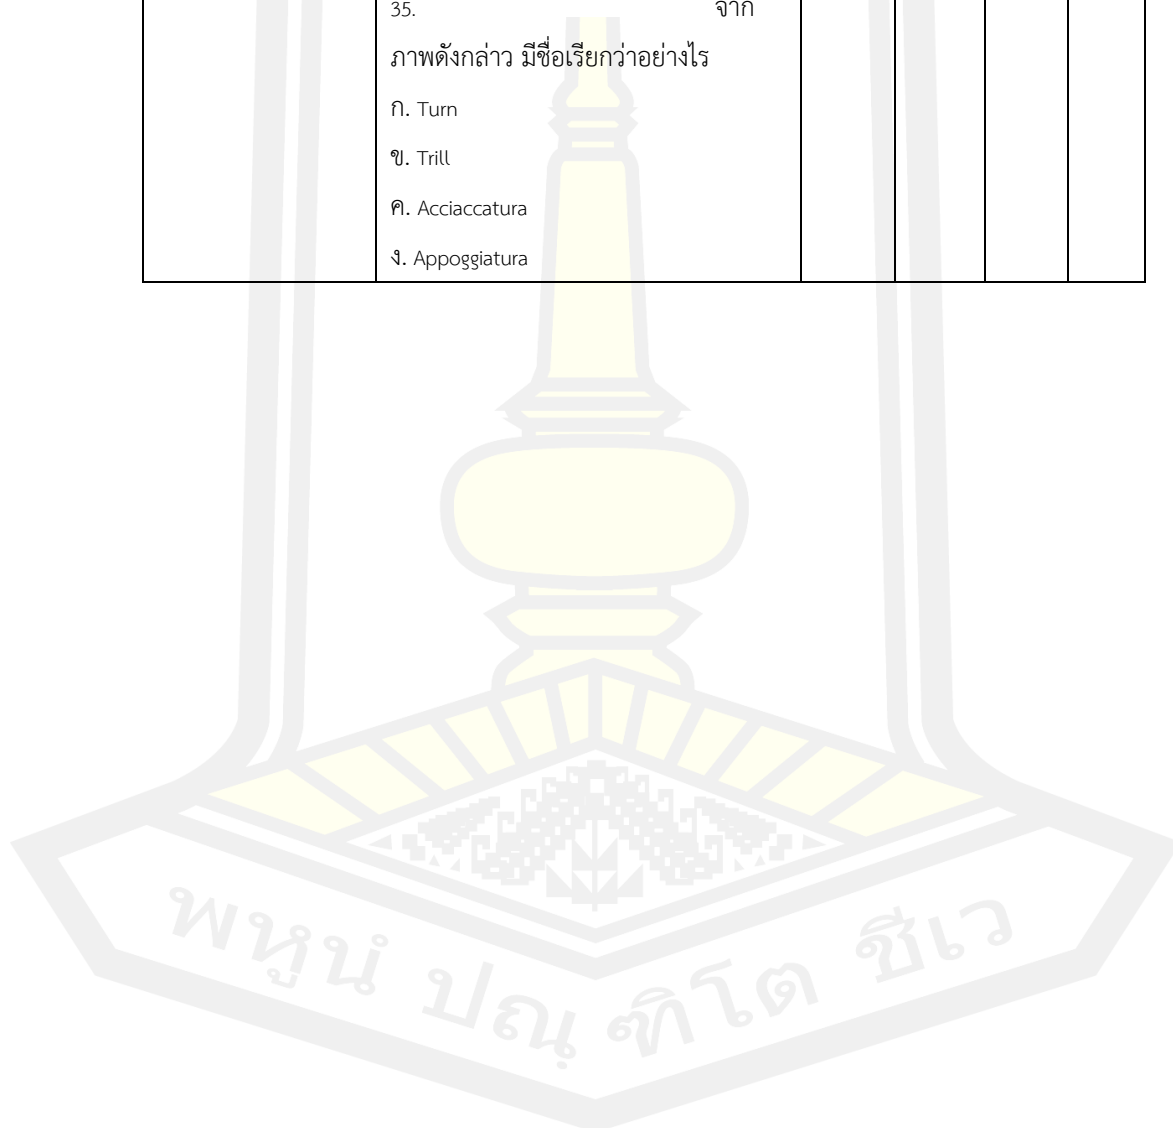 35. จาก
ภาพดังกล่าว มีชื่อเรียกว่าอย่างไร
ก. Turn
ข. Trill
ค. Acciaccatura
ง. Appoggiatura
พหูนํ ปณฺฑิโต ชีเว